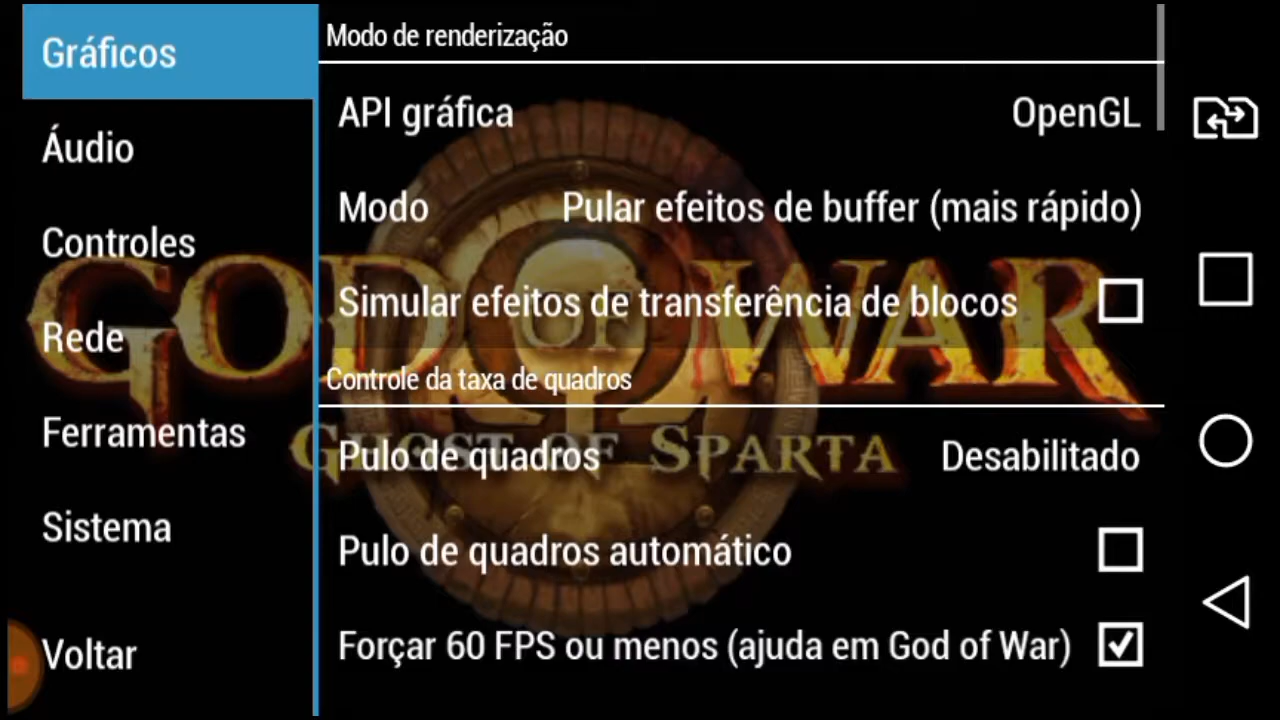 Gráficos
Áudio
Controles
Rede
Ferramentas
Sistema
Voltar
Modo de renderização
API gráfica OpenGL
Modo Pular efeitos de buffer (mais rápido)
Simular efeitos de transferência de blocos
Controle da taxa de quadros
Pulo de quadros Desabilitado
Pulo de quadros automático
Forçar 60 FPS ou menos (ajuda em God of War)
GOD OF WAR
GHOST OF SPARTA